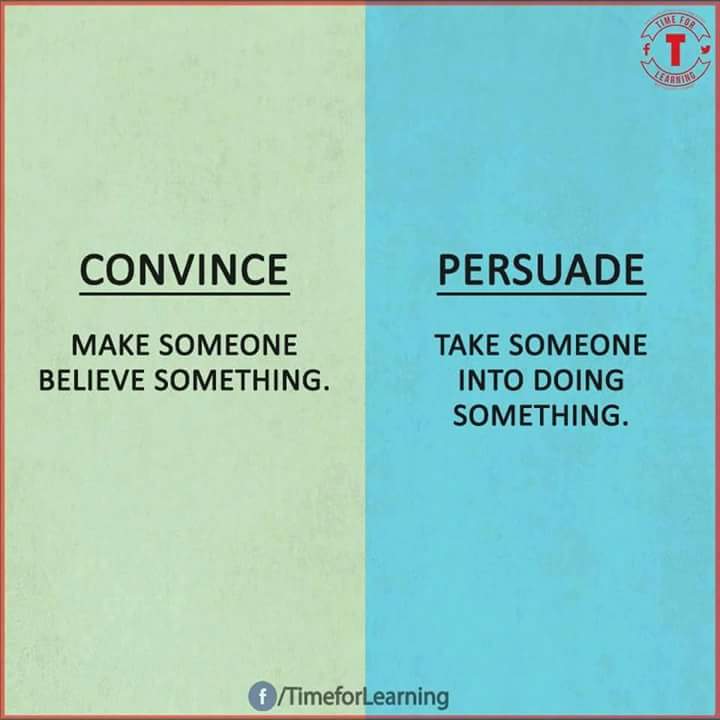 TIME FOR
f T
LEARNING
CONVINCE
MAKE SOMEONE
BELIEVE SOMETHING.
PERSUADE
TAKE SOMEONE
INTO DOING
SOMETHING.
f /TimeforLearning